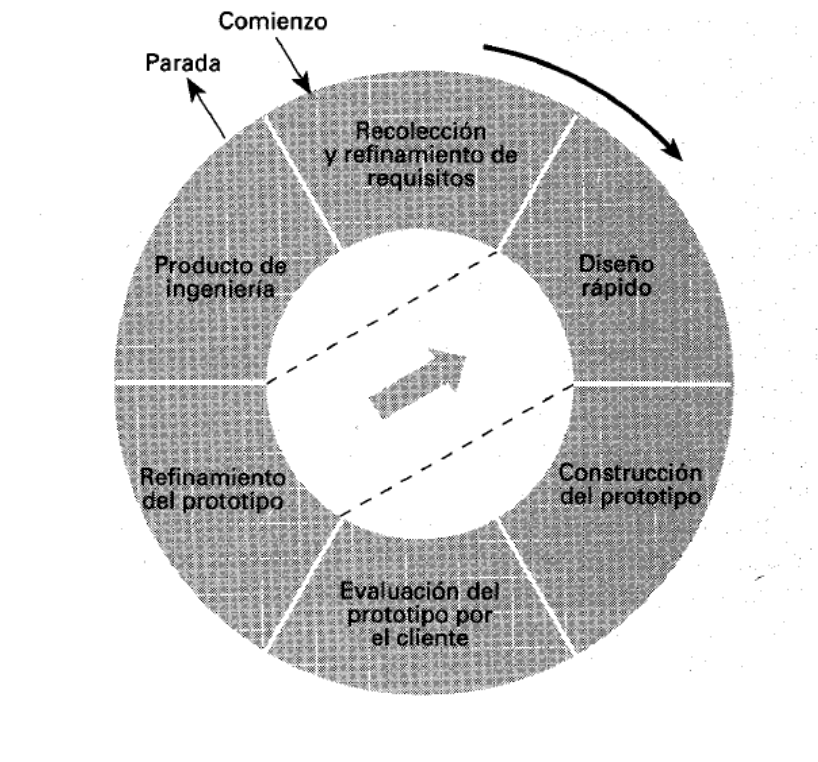 Comienzo
Parada
Recolección
y refinamiento de
requisitos
Diseño
rápido
Construcción
del prototipo
Evaluación del
prototipo por
el cliente
Refinamiento
del prototipo
Producto de
ingeniería